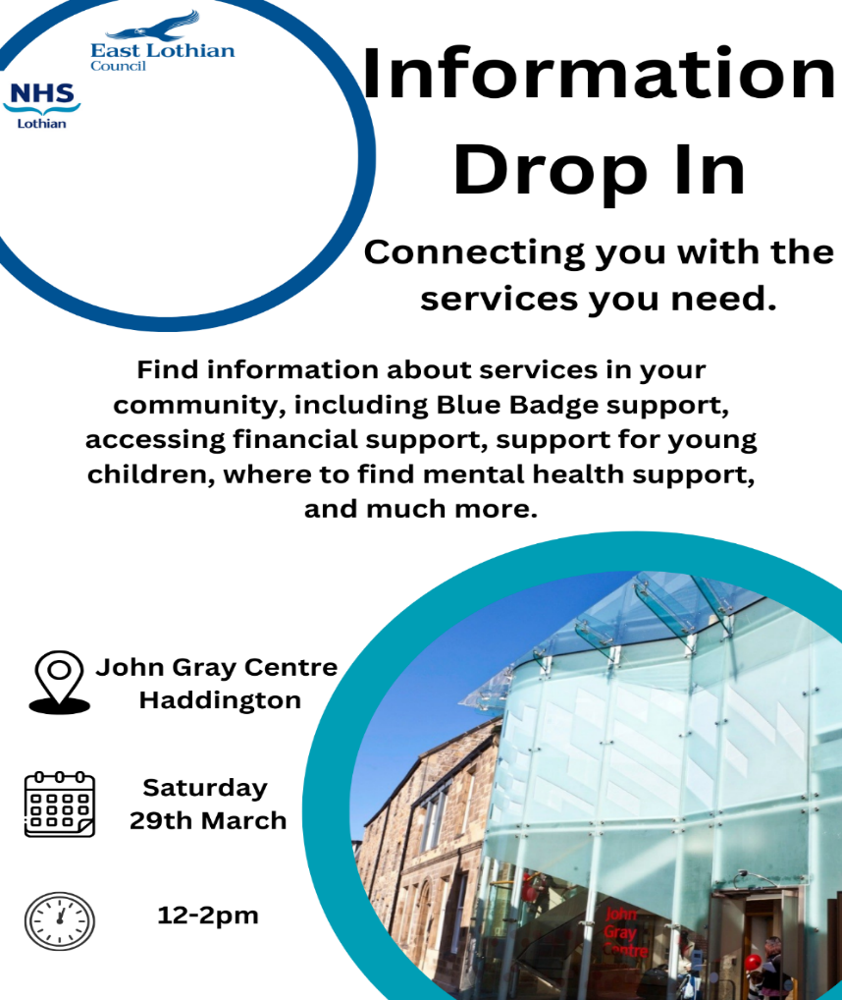 East Lothian
Council
NHS
Lothian
Information
Drop In
Connecting you with the
services you need.
Find information about services in your
community, including Blue Badge support,
accessing financial support, support for young
children, where to find mental health support,
and much more.
John Gray Centre
Haddington
Saturday
29th March
12-2pm
John
Gray
Centre